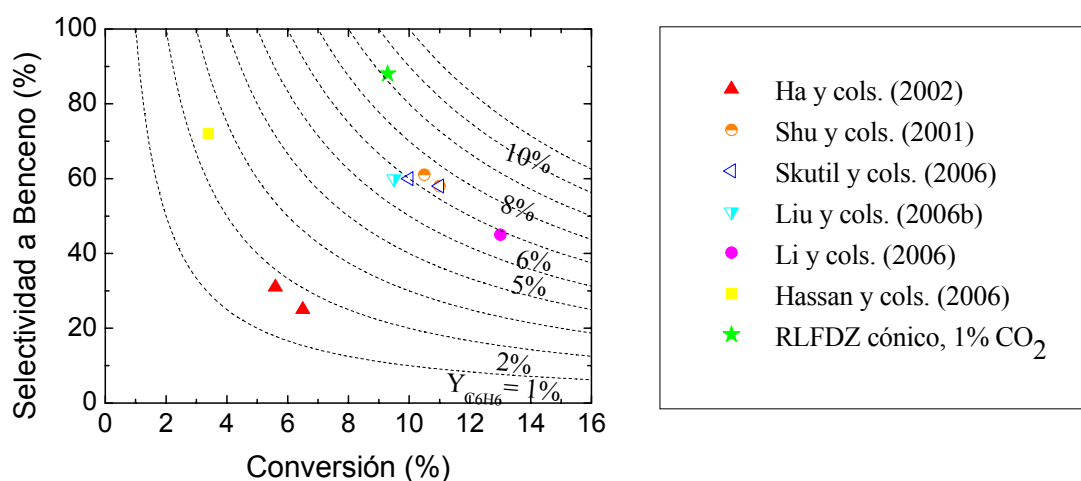 Selectividad a Benceno (%)
100
80
60
40
20
0
10%
8%
6%
5%
2%
Y C6H6 = 1%
0 2 4 6 8 10 12 14 16
Conversión (%)
Ha y cols. (2002)
Shu y cols. (2001)
Skutil y cols. (2006)
Liu y cols. (2006b)
Li y cols. (2006)
Hassan y cols. (2006)
RLFDZ cónico, 1% CO2